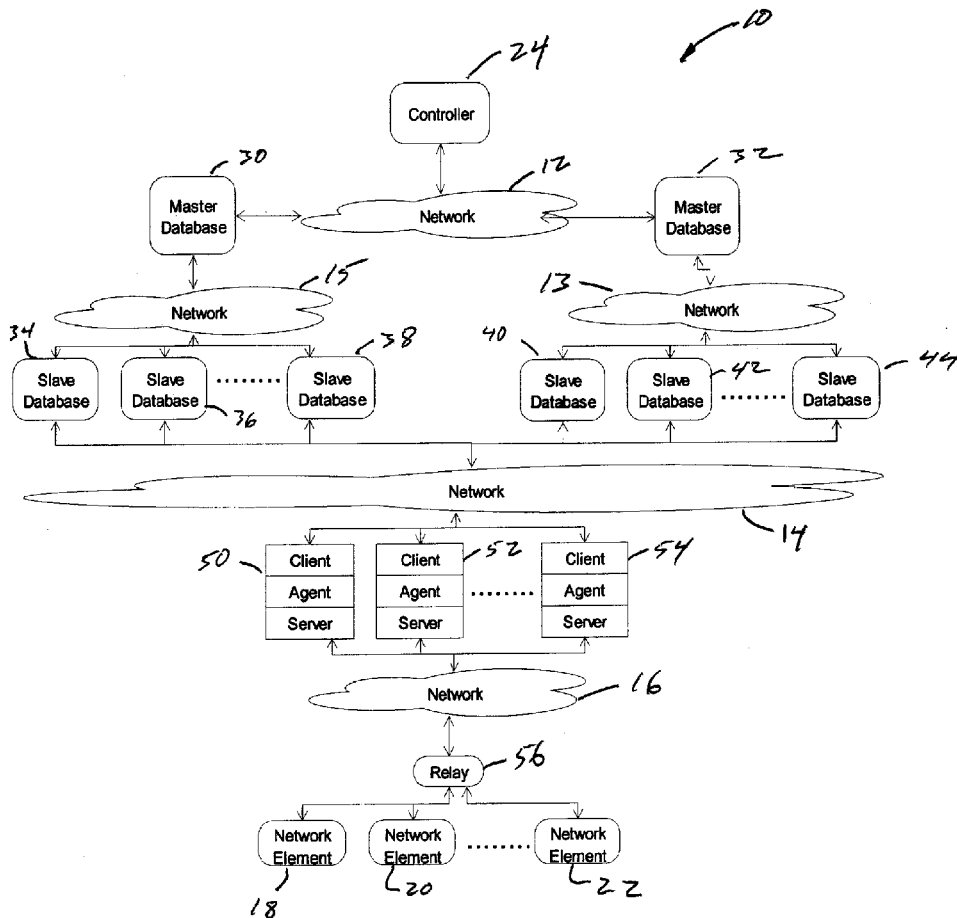 10
24
Controller
30
12
32
Master
Database
Network
Master
Database
15
13
Network
Network
34
38
40
44
Slave
Database
Slave
Database
36
Slave
Database
Slave
Database
Slave
Database
42
Slave
Database
Network
14
50
Client
Agent
Server
52
Client
Agent
Server
54
Client
Agent
Server
Network
16
Relay
56
Network
Element
18
Network
Element
20
Network
Element
22